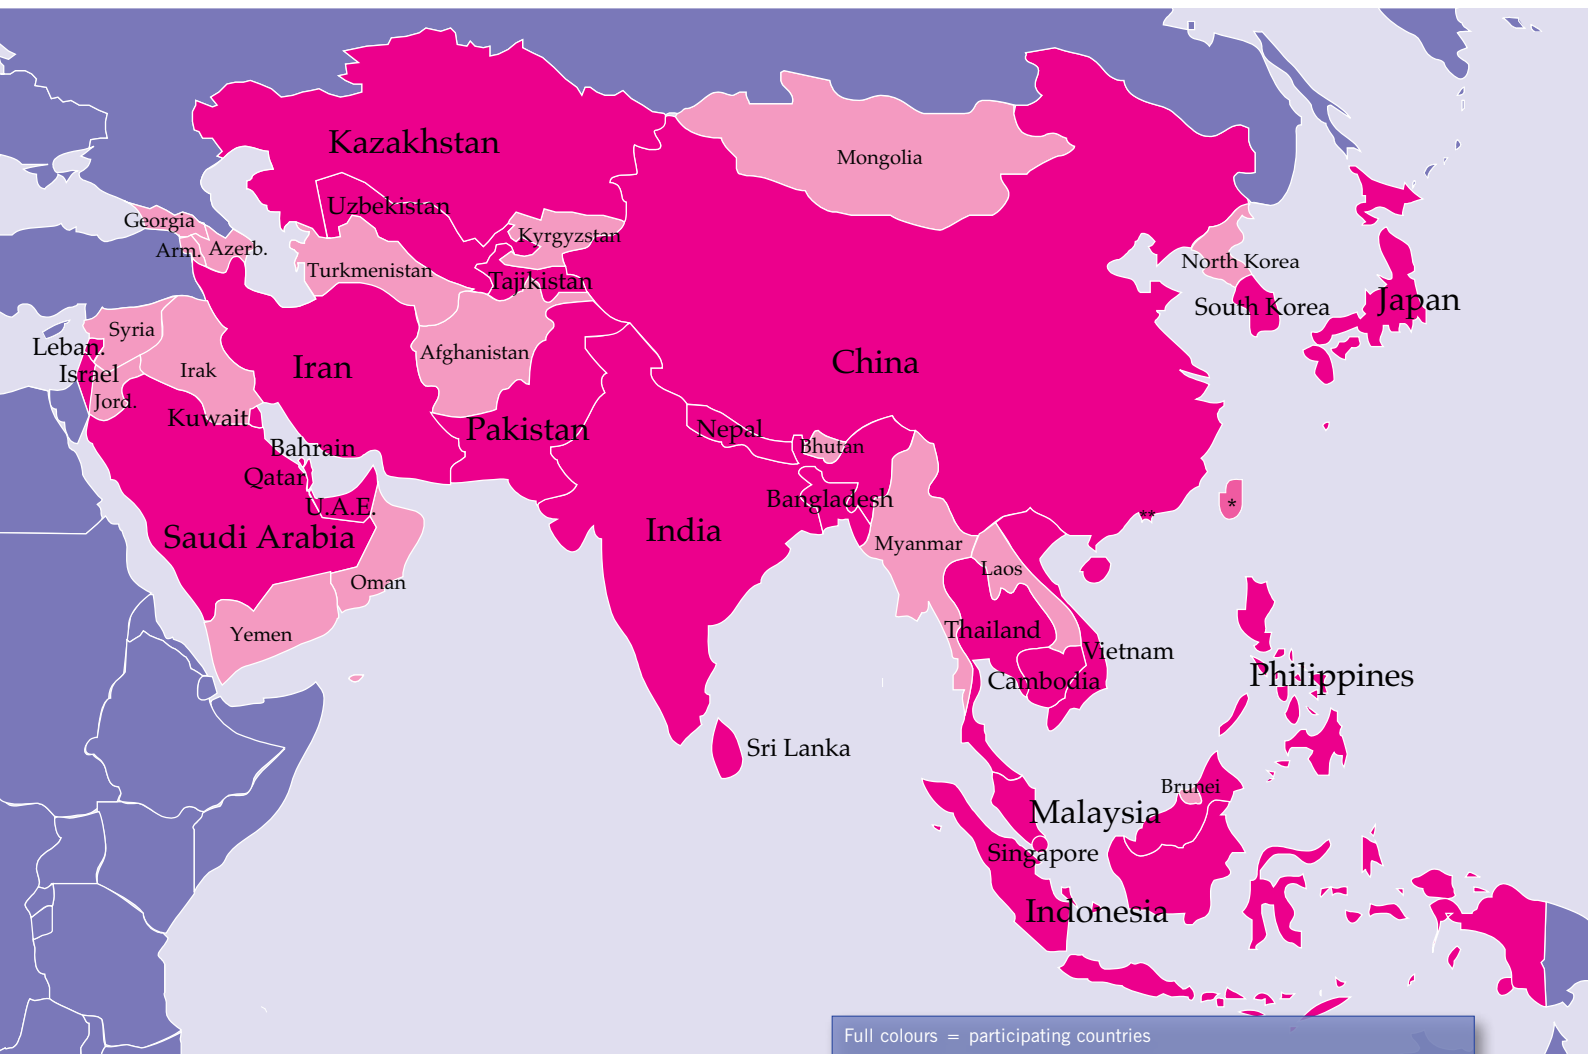 Kazakhstan
Mongolia
Uzbekistan
Georgia
Kyrgyzstan
Arm.
Azerb.
Turkmenistan
North Korea
Tajikistan
Japan
South Korea
Syria
Leban.
Afghanistan
China
Iran
Irak
Israel
Jord.
Kuwait
Pakistan
Nepal
Bahrain
Bhutan
Qatar
Bangladesh
U.A.E.
*
**
India
Saudi Arabia
Myanmar
Laos
Oman
Thailand
Yemen
Vietnam
Philippines
Cambodia
Sri Lanka
Brunei
Malaysia
Singapore
Indonesia
Full colours = participating countries